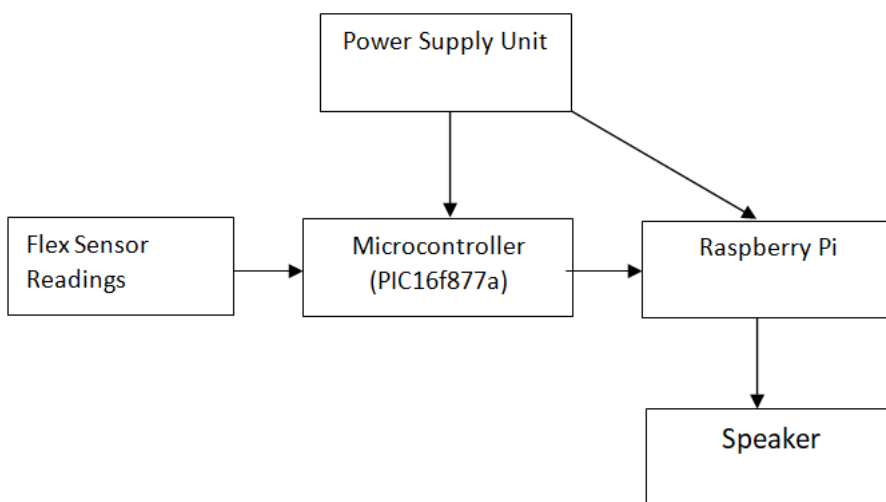 Power Supply Unit
Flex Sensor
Readings
Microcontroller
(PIC16f877a)
Raspberry Pi
Speaker